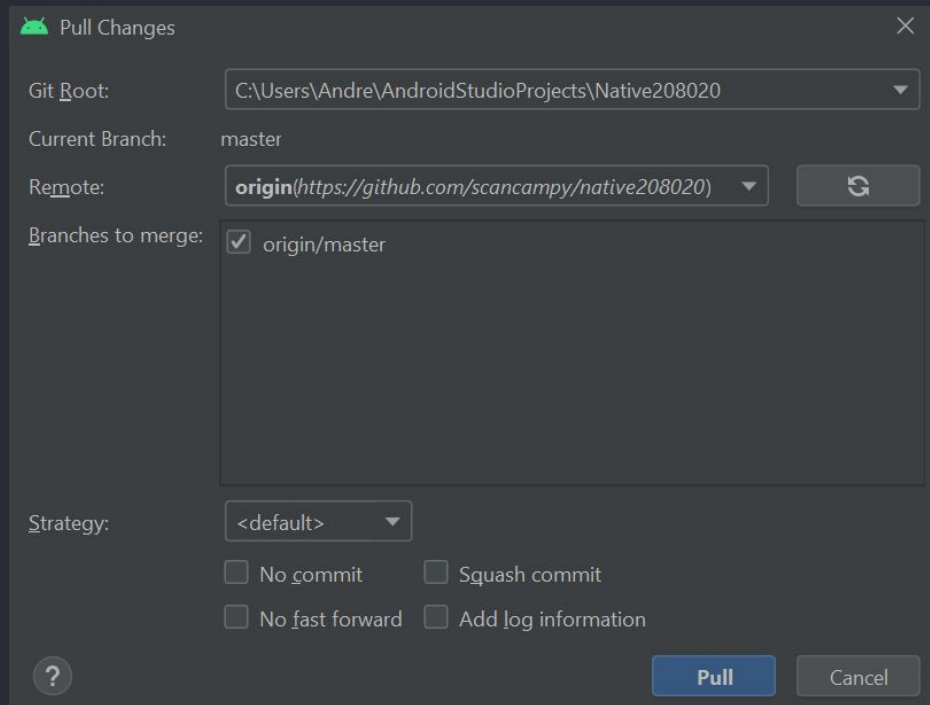 Pull Changes
Git Root: C:\Users\Andre\AndroidStudioProjects\Native208020
Current Branch: master
Remote: origin(https://github.com/scancampy/native208020)
Branches to merge: origin/master
Strategy: <default>
No commit Squash commit
No fast forward Add log information
? Pull Cancel